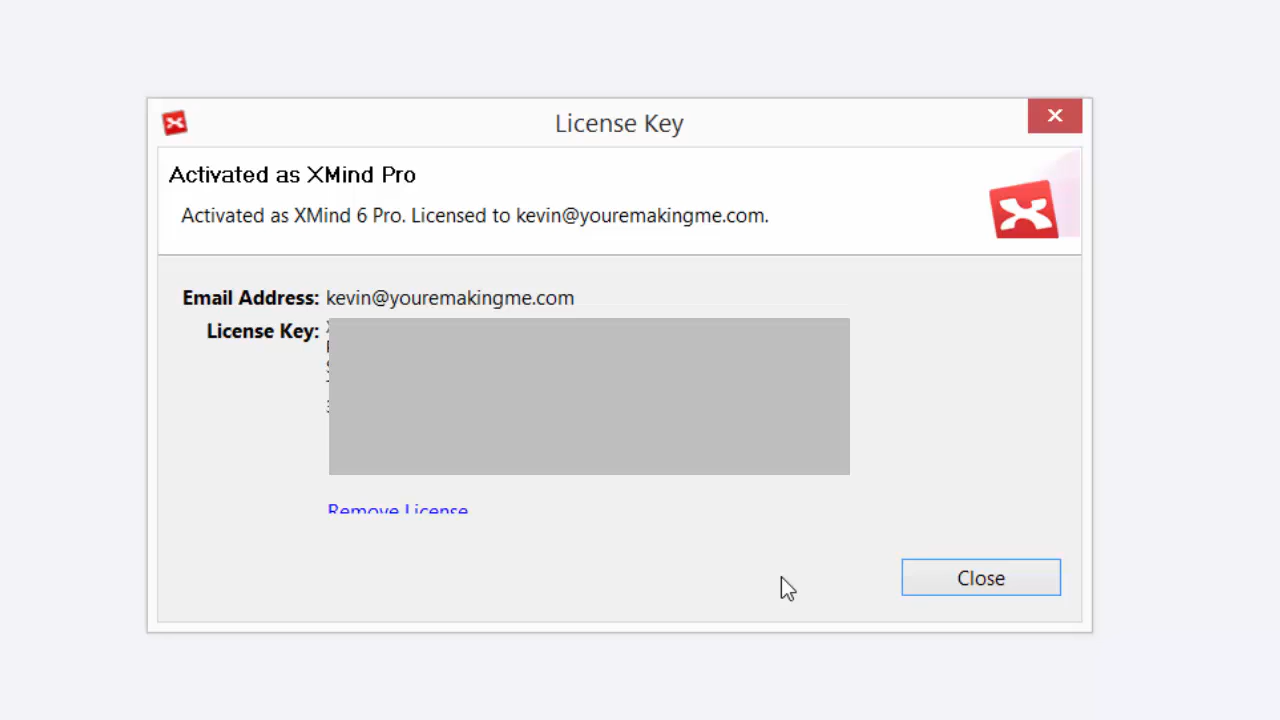 License Key
Activated as XMind Pro
Activated as XMind 6 Pro. Licensed to kevin@youremakingme.com.
Email Address: kevin@youremakingme.com
License Key:
Remove License
Close